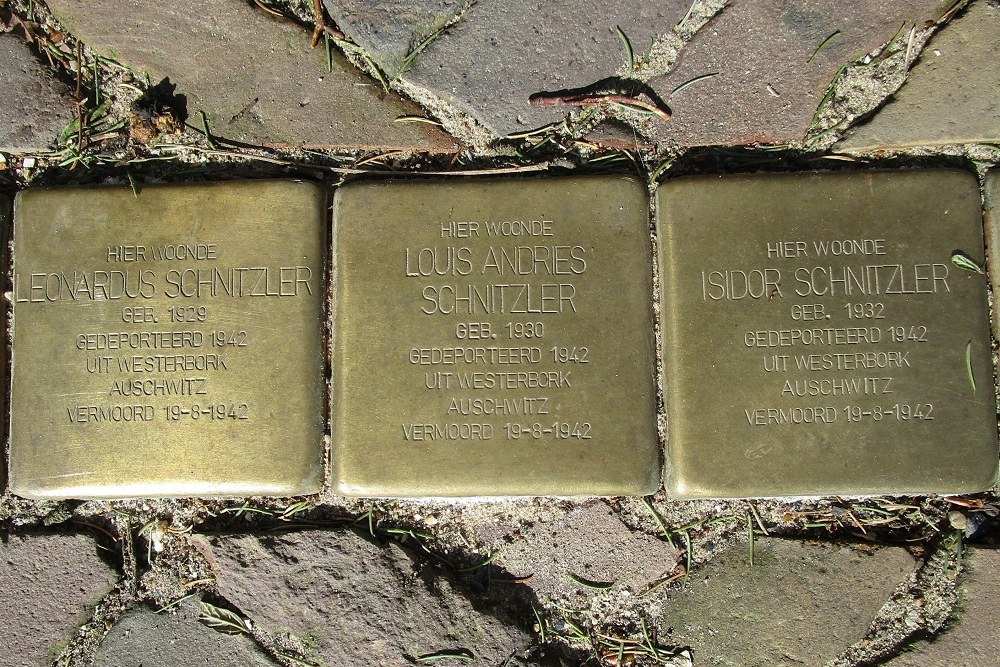 HIER WOONDE
LEONARDUS SCHNITZLER
GEB. 1929
GEDEPORTEERD 1942
UIT WESTERBORK
AUSCHWITZ
VERMOORD 19-8-1942
HIER WOONDE
LOUIS ANDRIES
SCHNITZLER
GEB. 1930
GEDEPORTEERD 1942
UIT WESTERBORK
AUSCHWITZ
VERMOORD 19-8-1942
HIER WOONDE
ISIDOR SCHNITZLER
GEB. 1932
GEDEPORTEERD 1942
UIT WESTERBORK
AUSCHWITZ
VERMOORD 19-8-1942